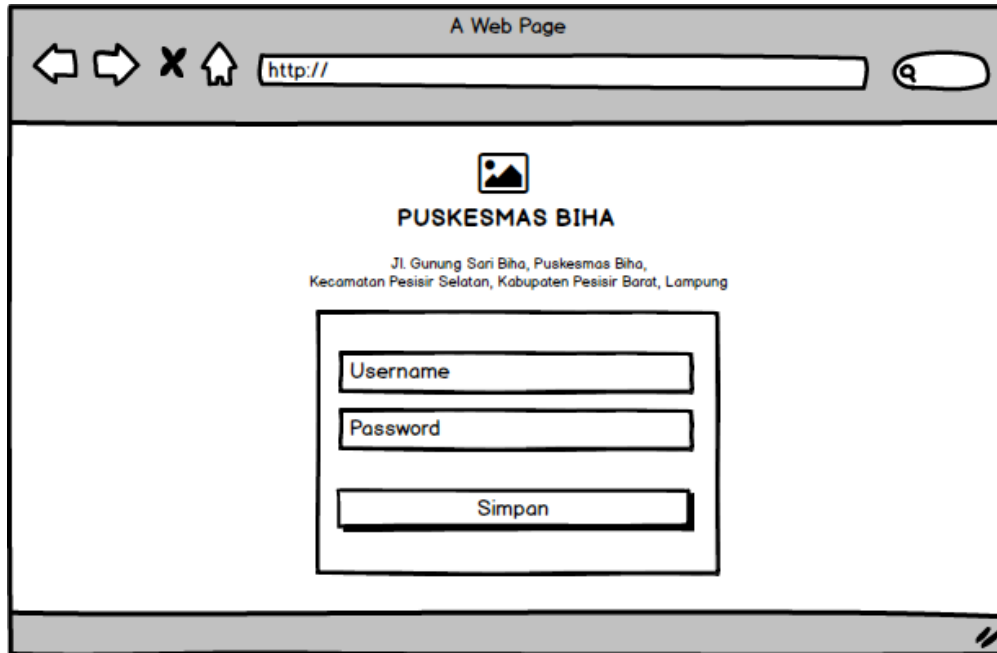 A Web Page
http://
PUSKESMAS BIHA
Jl. Gunung Sari Biha, Puskesmas Biha,
Kecamatan Pesisir Selatan, Kabupaten Pesisir Barat, Lampung
Username
Password
Simpan